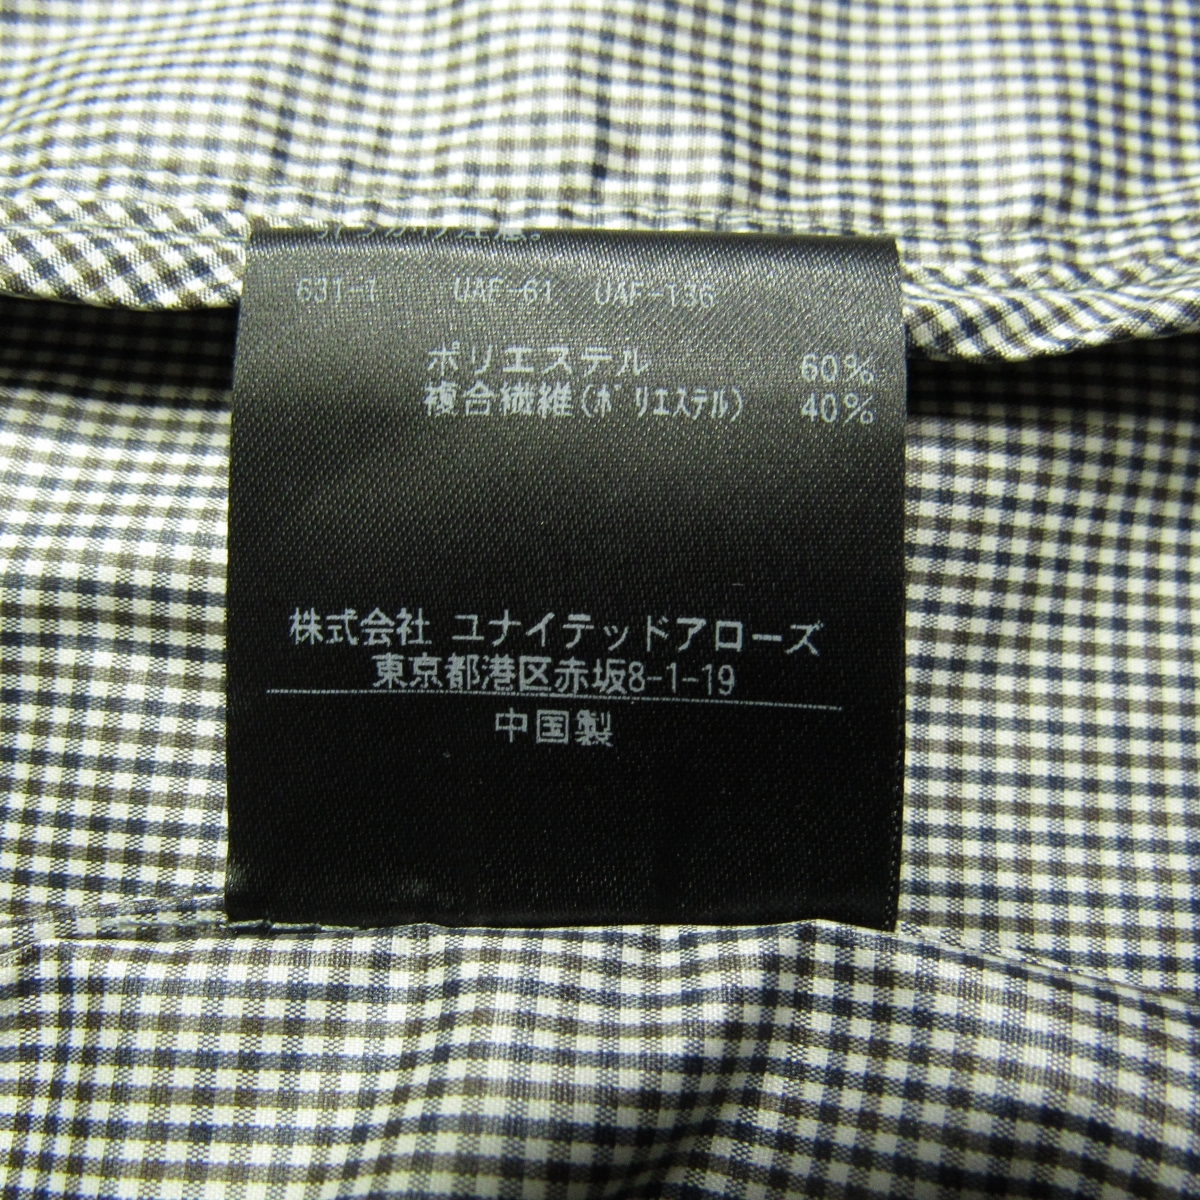 631-1 UAF-61 UAF-136
ポリエステル 60%
複合繊維(ポリエステル) 40%
株式会社 ユナイテッドアローズ
東京都港区赤坂8-1-19
中国製